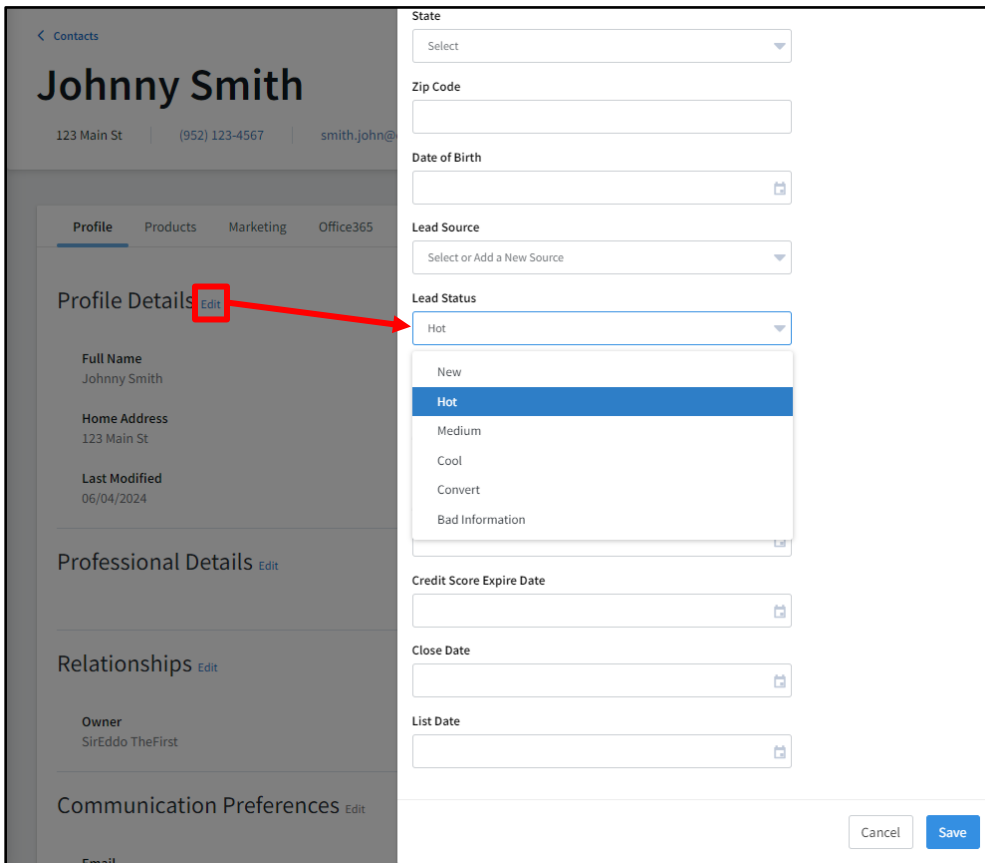 Contacts
Johnny Smith
123 Main St (952) 123-4567 smith.john@
Profile Products Marketing Office365
Profile Details Edit
Full Name
Johnny Smith
Home Address
123 Main St
Last Modified
06/04/2024
Professional Details Edit
Relationships Edit
Owner
SirEddo TheFirst
Communication Preferences Edit
Email
State
Select
Zip Code
Date of Birth
Lead Source
Select or Add a New Source
Lead Status
Hot
New
Hot
Medium
Cool
Convert
Bad Information
Credit Score Expire Date
Close Date
List Date
Cancel Save